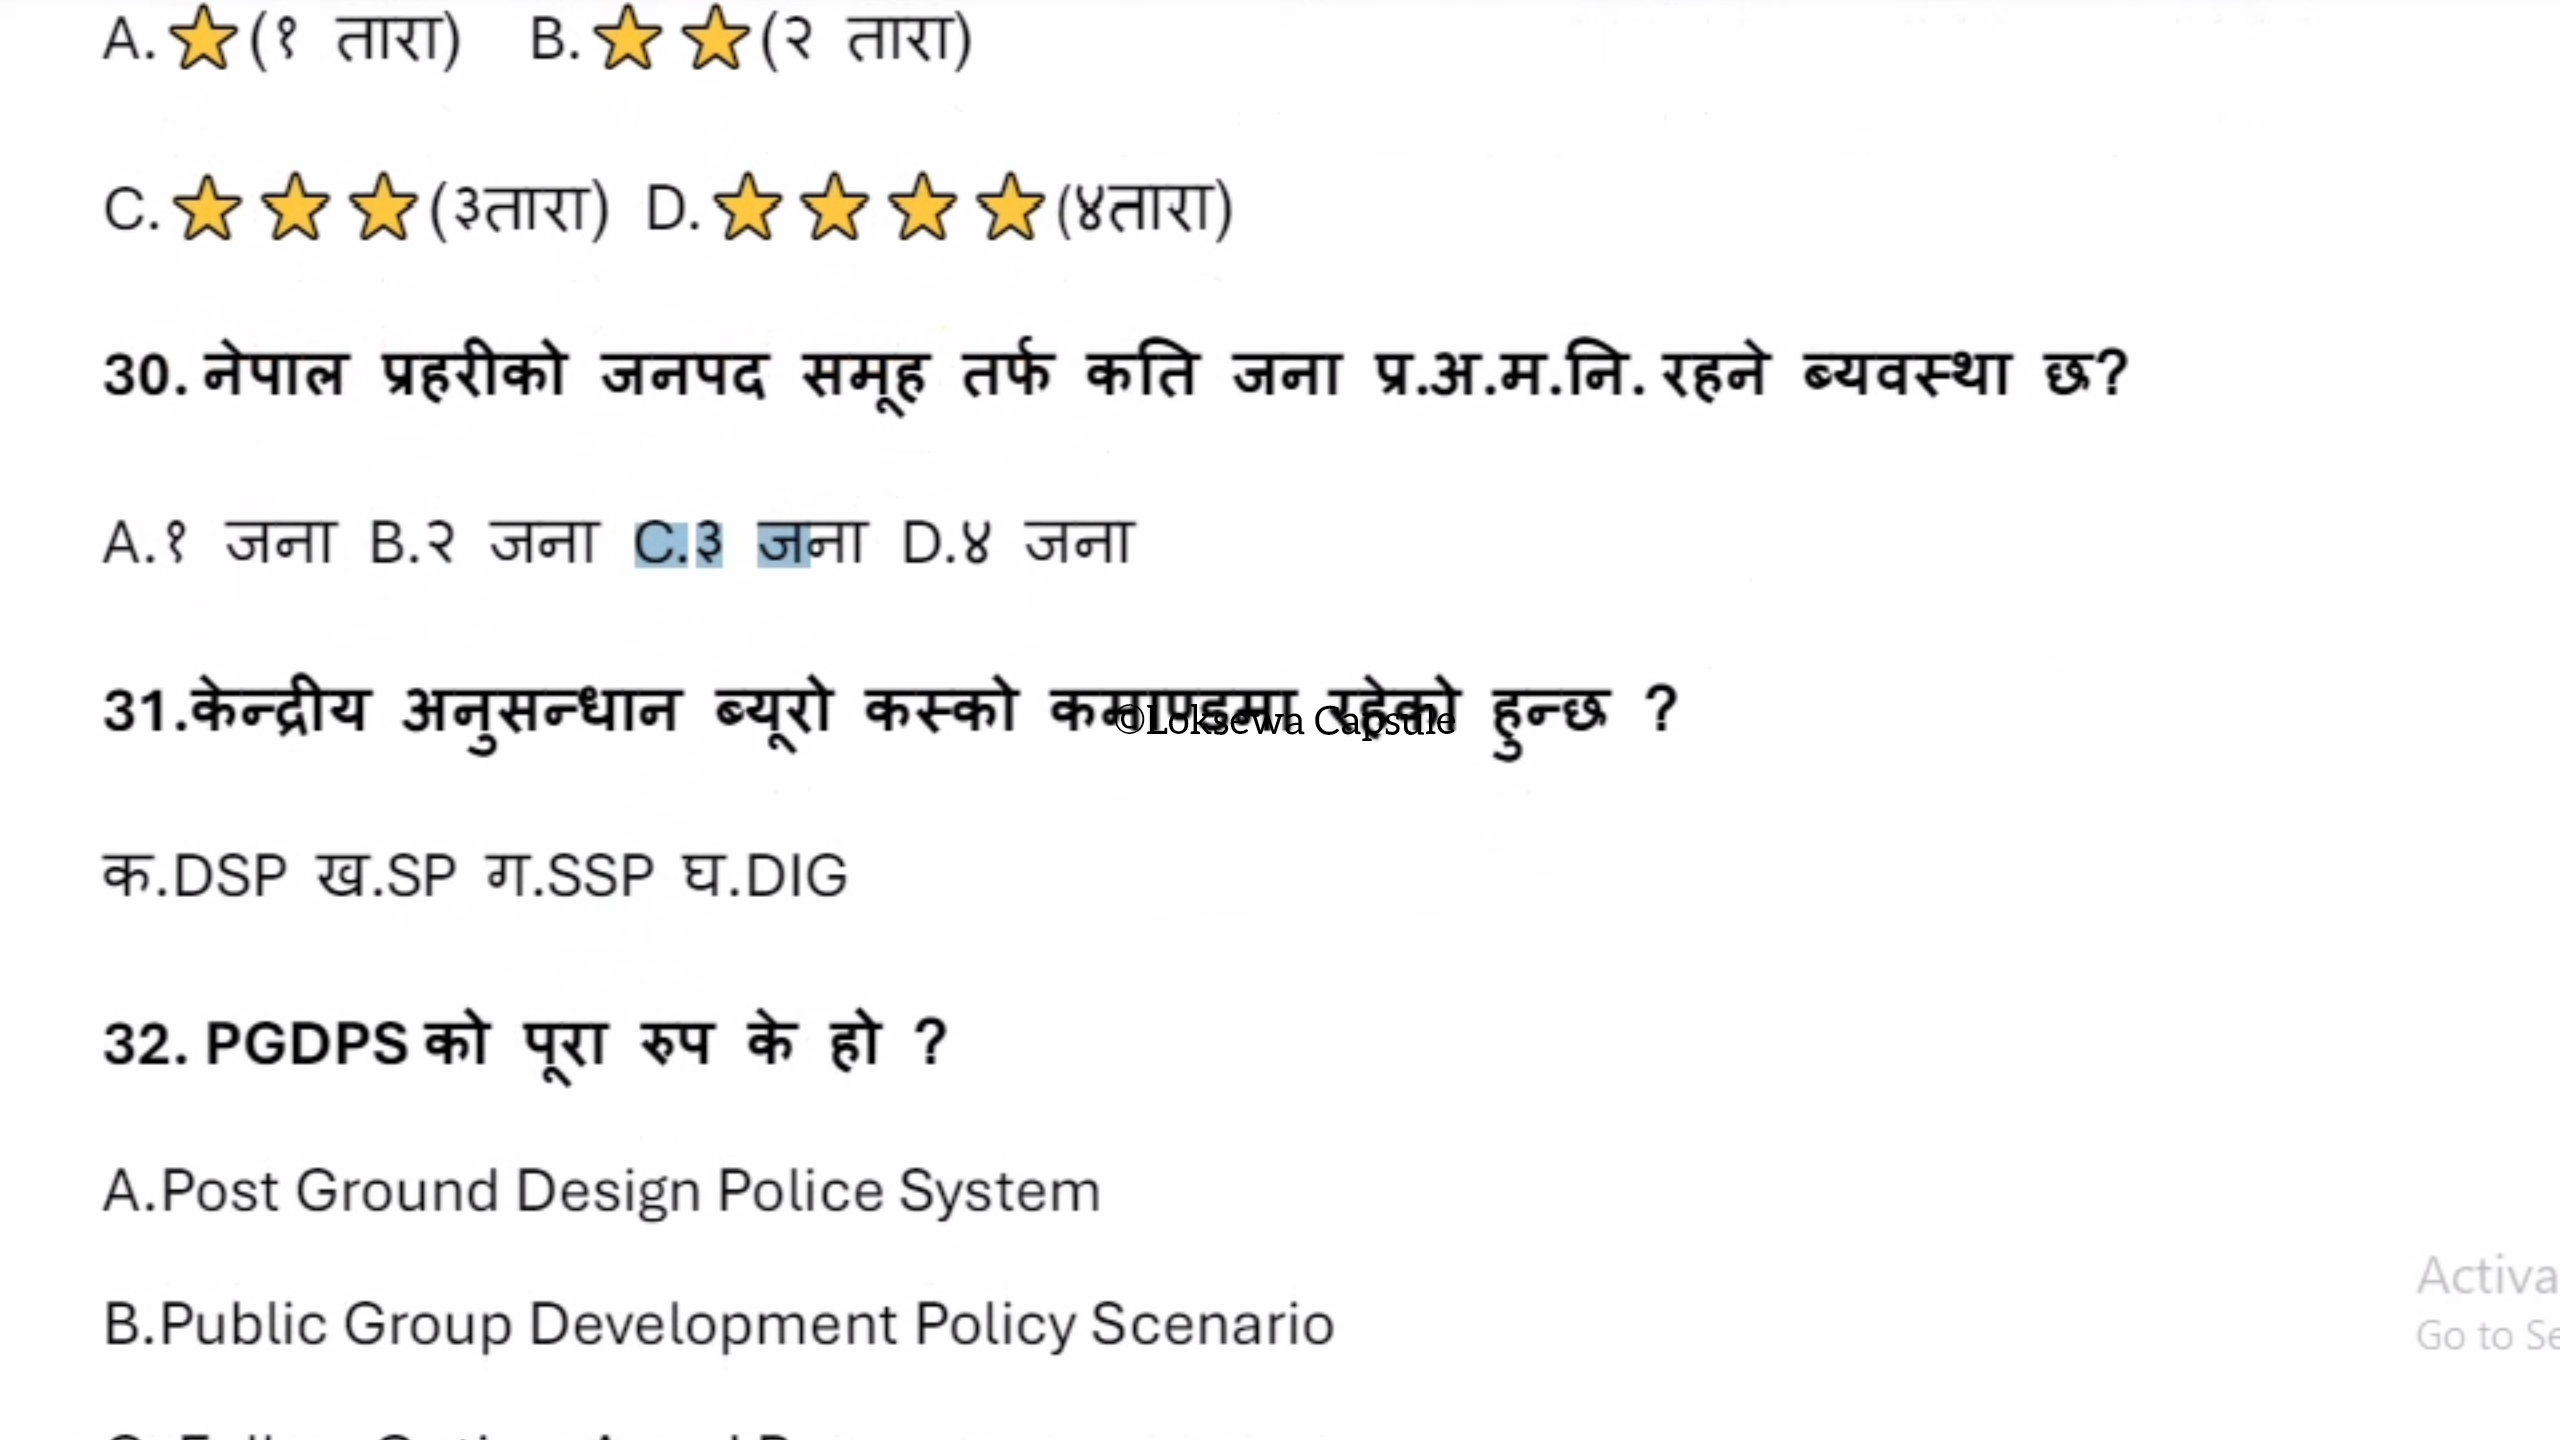 A.⭐(१ तारा) B.⭐⭐(२ तारा)
C.⭐⭐⭐(३तारा) D.⭐⭐⭐⭐(४तारा)
30. नेपाल प्रहरीको जनपद समूह तर्फ कति जना प्र.अ.म.नि. रहने ब्यवस्था छ?
A.१ जना B.२ जना C.३ जना D.४ जना
31.केन्द्रीय अनुसन्धान ब्यूरो कस्को कमाण्डमा रहेको हुन्छ ?
©Loksewa Capsule
क.DSP ख.SP ग.SSP घ.DIG
32. PGDPS को पूरा रुप के हो ?
A.Post Ground Design Police System
B.Public Group Development Policy Scenario
Activa
Go to Se